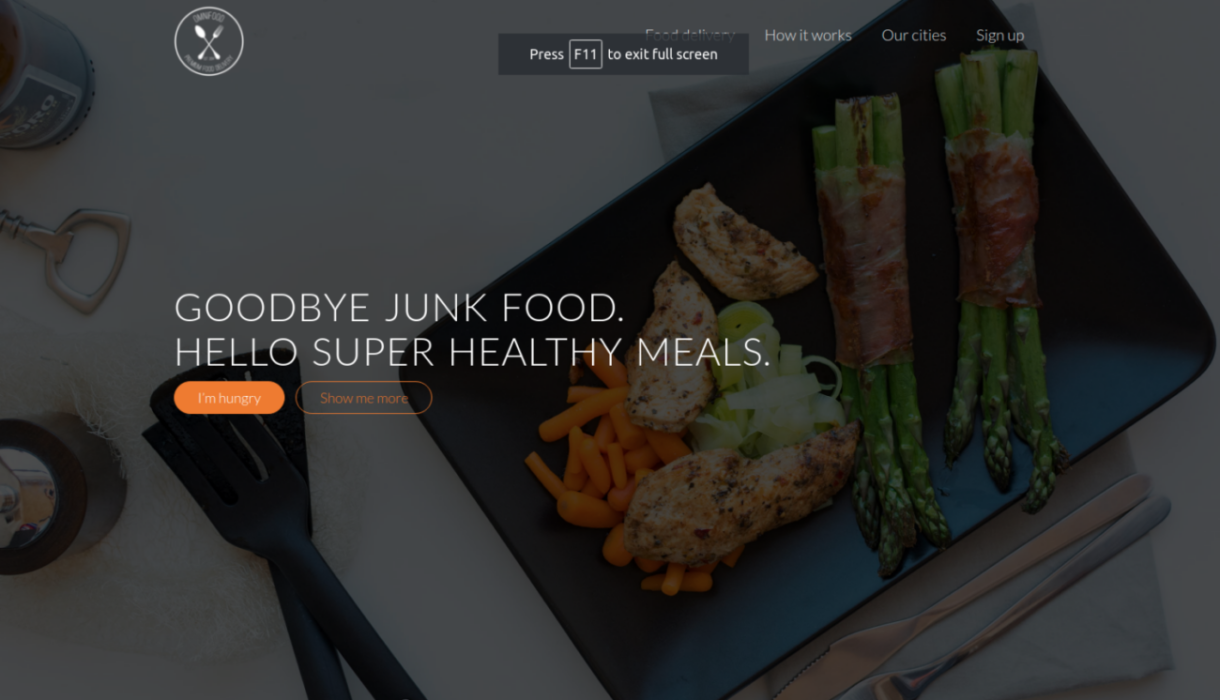 OMNIFOOD
PREMIUM FOOD DELIVERY
Food delivery
How it works
Our cities
Sign up
Press F11 to exit full screen
GOODBYE JUNK FOOD.
HELLO SUPER HEALTHY MEALS.
I'm hungry
Show me more